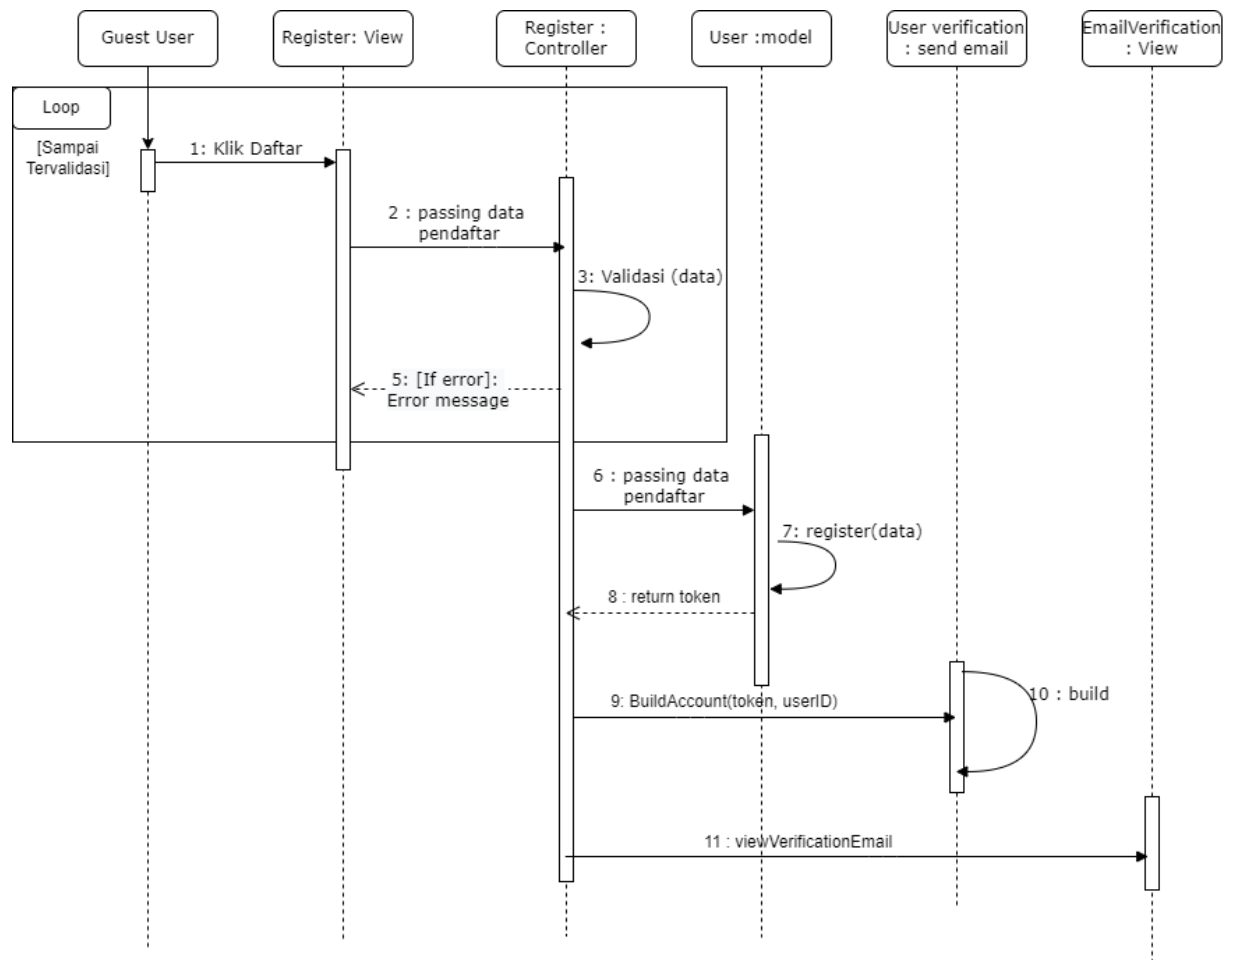 Guest User
Register: View
Register :
Controller
User :model
User verification
: send email
EmailVerification
: View
Loop
[Sampai
Tervalidasi]
1: Klik Daftar
2 : passing data
pendaftar
3: Validasi (data)
5: [If error]:
Error message
6 : passing data
pendaftar
7: register(data)
8 : return token
9: BuildAccount(token, userID)
10 : build
11 : viewVerificationEmail